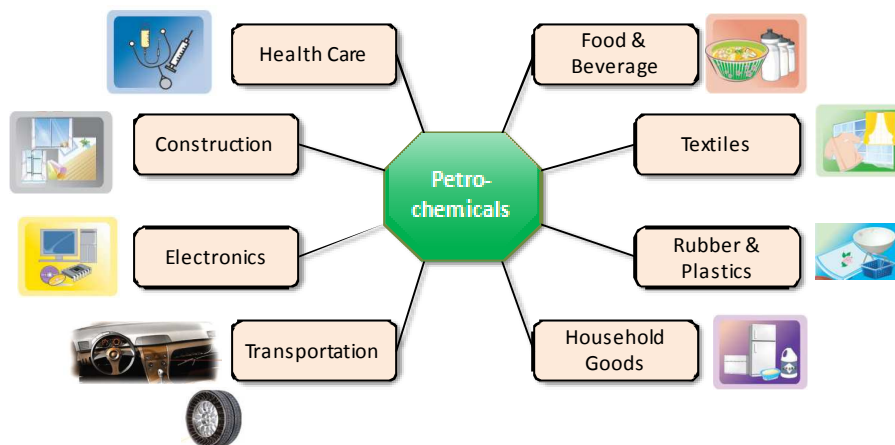 Health Care
Food &
Beverage
Construction
Textiles
Petro-
chemicals
Electronics
Rubber &
Plastics
Transportation
Household
Goods